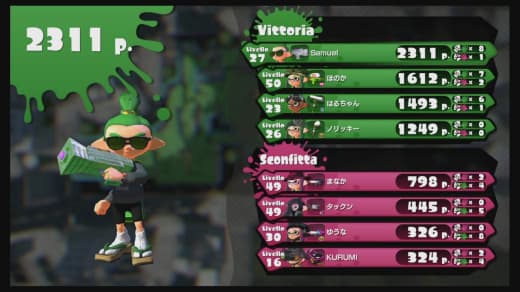 2311 p.
Vittoria
Livello 27 Samuel 2311 p. x 8 x 1
Livello 50 ほのか 1612 p. x 7 x 2
Livello 23 はるちゃん 1493 p. x 6 x 1
Livello 26 ノリッキー 1249 p. x 0 x 0
Sconfitta
Livello 49 まなか 798 p. x 2 x 4
Livello 49 タックン 445 p. x 0 x 5
Livello 30 ゆうな 326 p. x 0 x 8
Livello 16 KURUMI 324 p. x 2 x 4